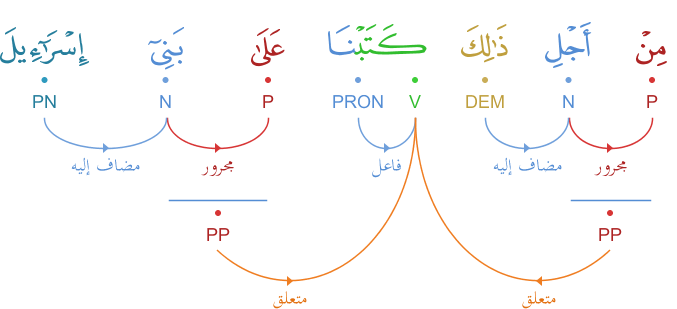 مِنْ أَجْلِ ذَٰلِكَ كَتَبْنَا عَلَىٰ بَنِىٓ إِسْرَٰٓءِيلَ
P N DEM V PRON P N PN
مجرور مضاف إليه فاعل مجرور مضاف إليه
PP PP
متعلق متعلق